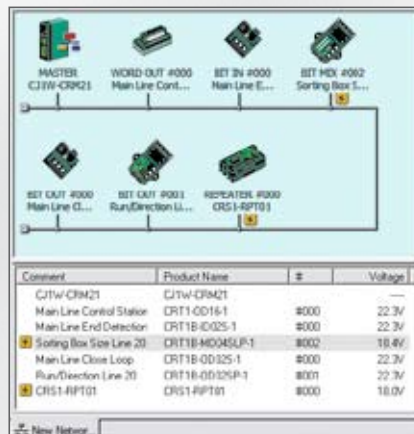 MASTER
CJ1W-CRM21
WORD OUT #000
Main Line Cont...
BIT IN #000
Main Line E...
BIT MIX #002
Sorting Box S...
BIT OUT #000
Main Line Cl...
BIT OUT #001
Run/Direction Li...
REPEATER #000
CRS1-RPT01
Comment Product Name # Voltage
CJ1W-CRM21 CJ1W-CRM21 ----
Main Line Control Station CRT1-OD16-1 #000 22.3V
Main Line End Detection CRT1B-ID02S-1 #000 22.3V
Sorting Box Size Line 20 CRT1B-MD04SLP-1 #002 18.4V
Main Line Close Loop CRT1B-OD02S-1 #000 22.3V
Run/Direction Line 20 CRT1B-OD02SP-1 #001 22.3V
CRS1-RPT01 CRS1-RPT01 #000 18.0V
New Networ...